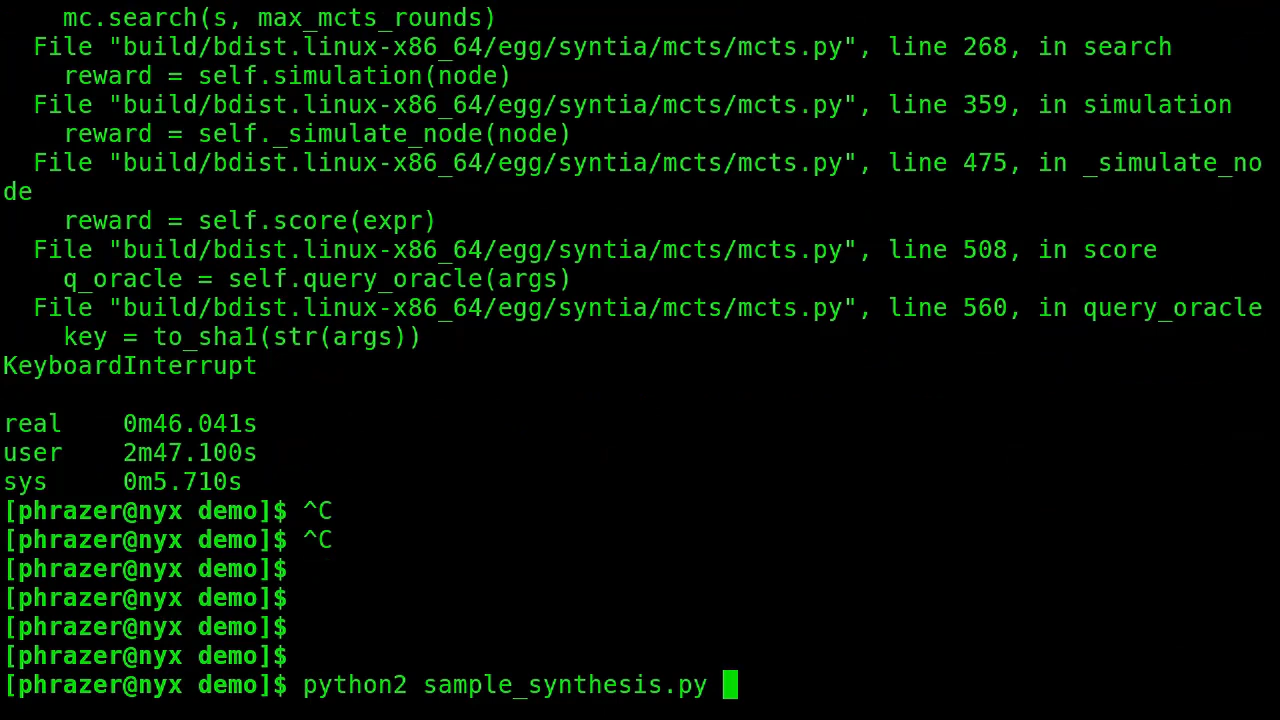 mc.search(s, max_mcts_rounds)
  File "build/bdist.linux-x86_64/egg/syntia/mcts/mcts.py", line 268, in search
    reward = self.simulation(node)
  File "build/bdist.linux-x86_64/egg/syntia/mcts/mcts.py", line 359, in simulation
    reward = self._simulate_node(node)
  File "build/bdist.linux-x86_64/egg/syntia/mcts/mcts.py", line 475, in _simulate_no
de
    reward = self.score(expr)
  File "build/bdist.linux-x86_64/egg/syntia/mcts/mcts.py", line 508, in score
    q_oracle = self.query_oracle(args)
  File "build/bdist.linux-x86_64/egg/syntia/mcts/mcts.py", line 560, in query_oracle
    key = to_sha1(str(args))
KeyboardInterrupt

real    0m46.041s
user    2m47.100s
sys     0m5.710s
[phrazer@nyx demo]$ ^C
[phrazer@nyx demo]$ ^C
[phrazer@nyx demo]$
[phrazer@nyx demo]$
[phrazer@nyx demo]$
[phrazer@nyx demo]$
[phrazer@nyx demo]$ python2 sample_synthesis.py